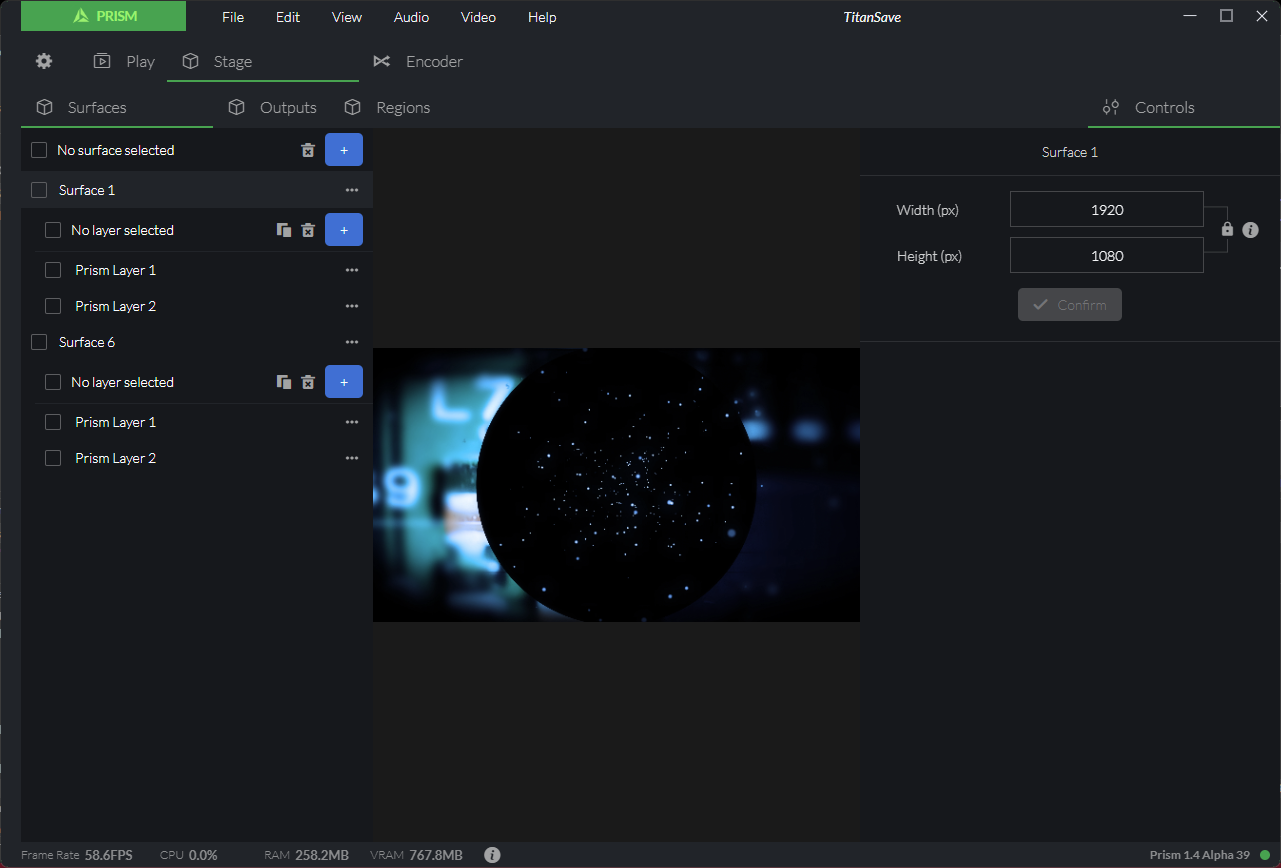 PRISM File Edit View Audio Video Help TitanSave
Play Stage Encoder
Surfaces Outputs Regions Controls
No surface selected +
Surface 1
No layer selected +
Prism Layer 1
Prism Layer 2
Surface 6
No layer selected +
Prism Layer 1
Prism Layer 2
L7
9
Surface 1
Width (px) 1920
Height (px) 1080
Confirm
Frame Rate 58.6FPS CPU 0.0% RAM 258.2MB VRAM 767.8MB Prism 1.4 Alpha 39